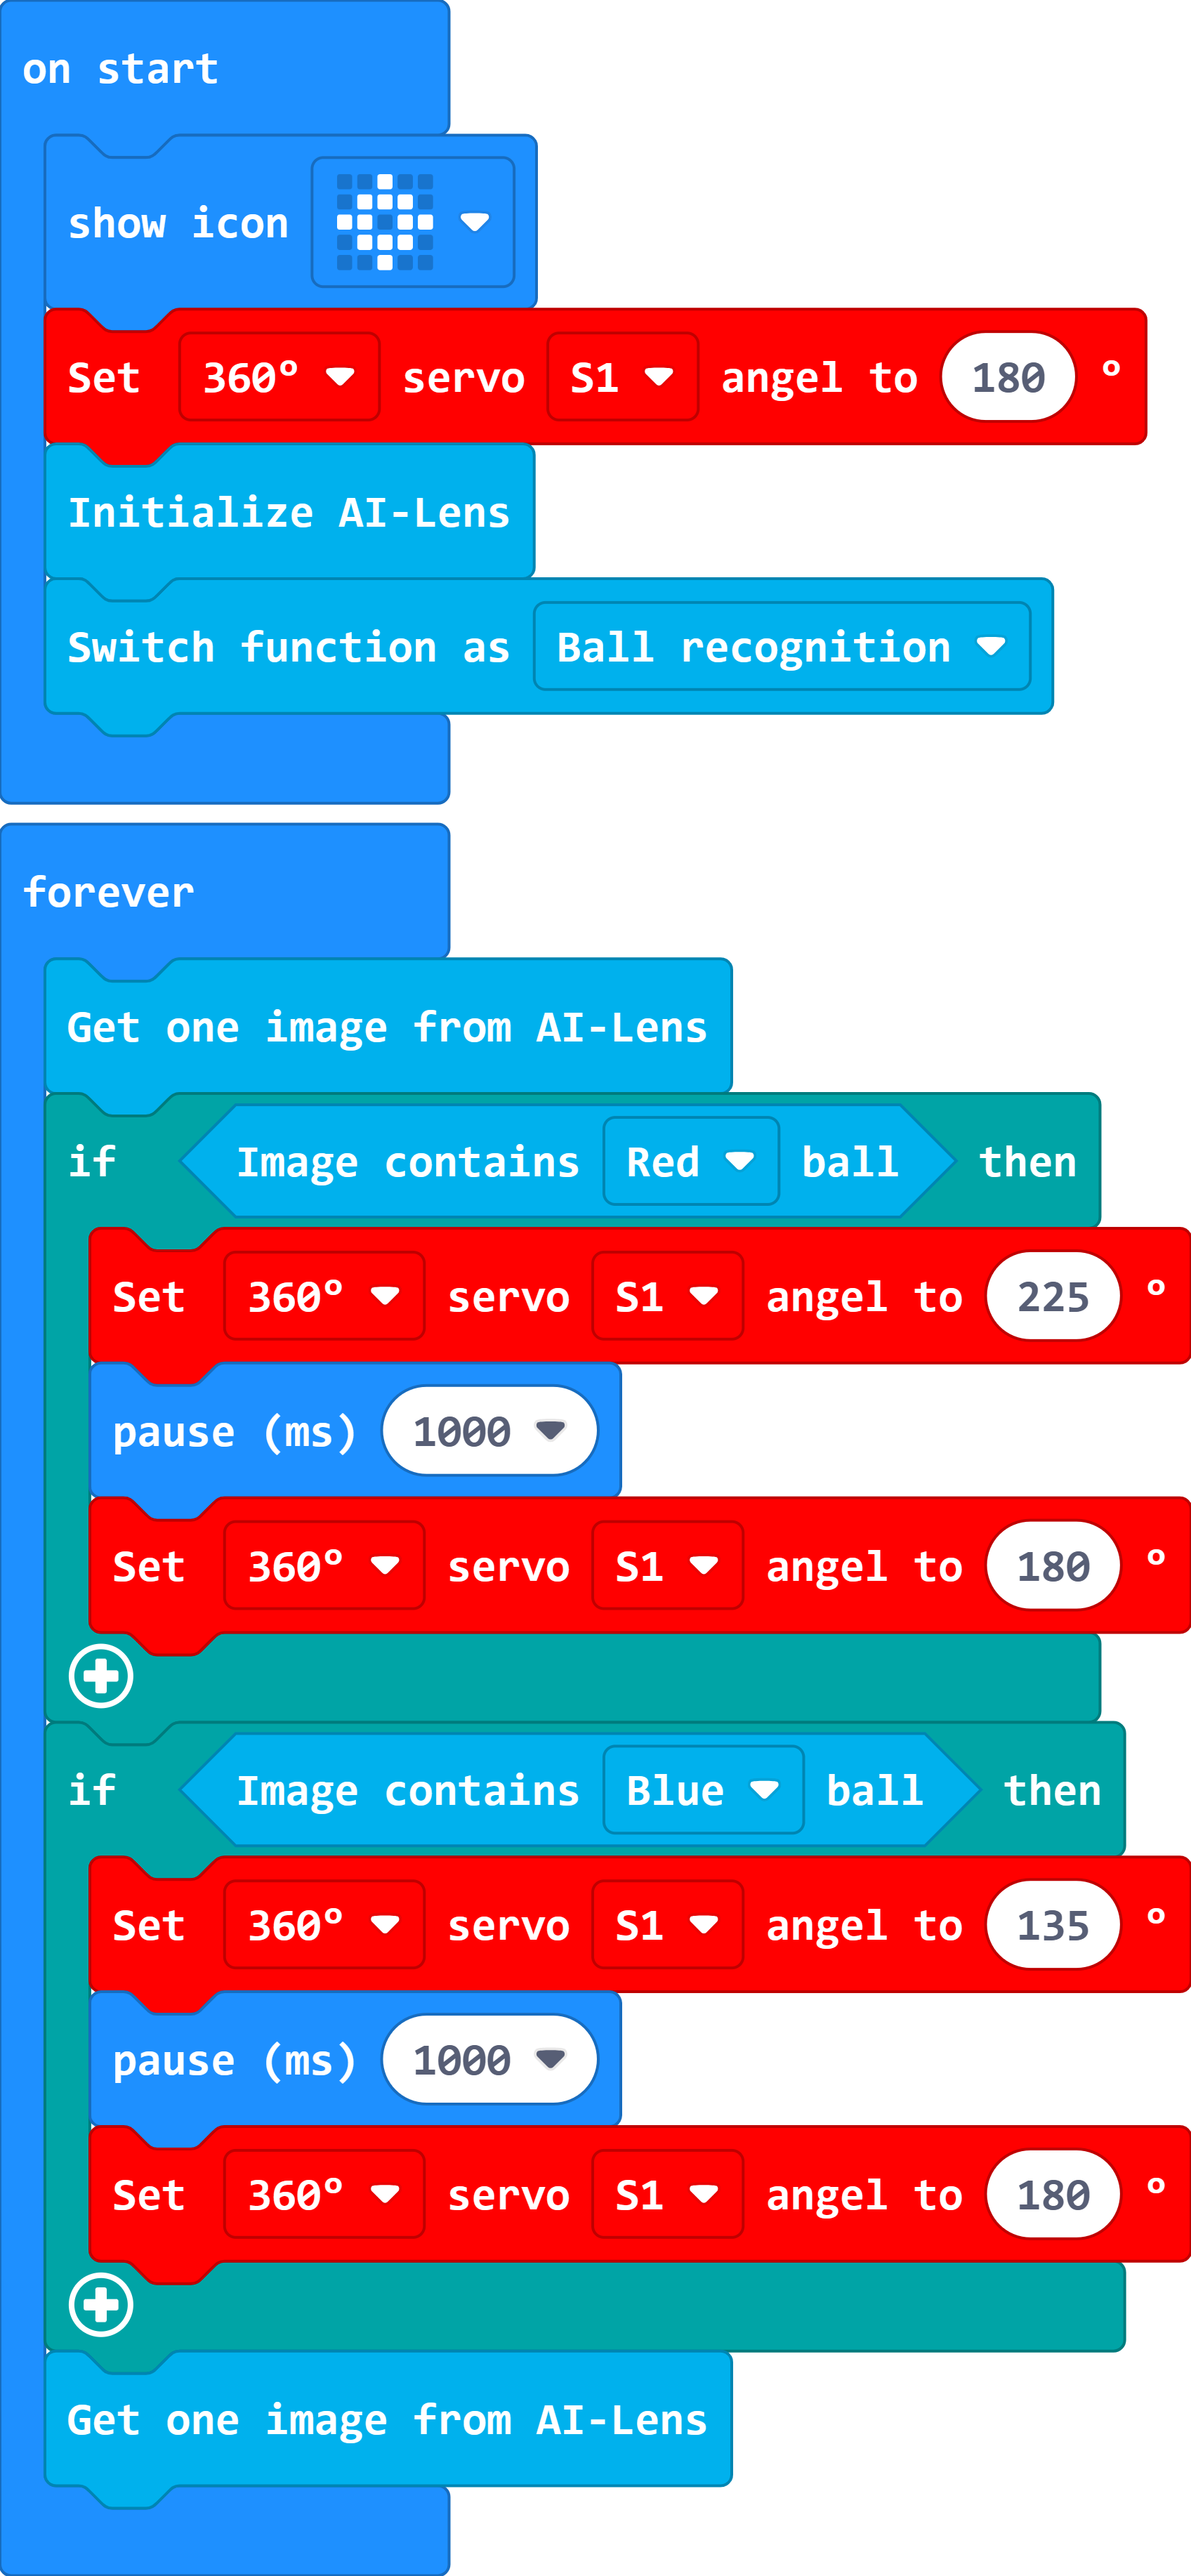 on start
show icon
Set 360° servo S1 angel to 180 °
Initialize AI-Lens
Switch function as Ball recognition
forever
Get one image from AI-Lens
if Image contains Red ball then
Set 360° servo S1 angel to 225 °
pause (ms) 1000
Set 360° servo S1 angel to 180 °
if Image contains Blue ball then
Set 360° servo S1 angel to 135 °
pause (ms) 1000
Set 360° servo S1 angel to 180 °
Get one image from AI-Lens